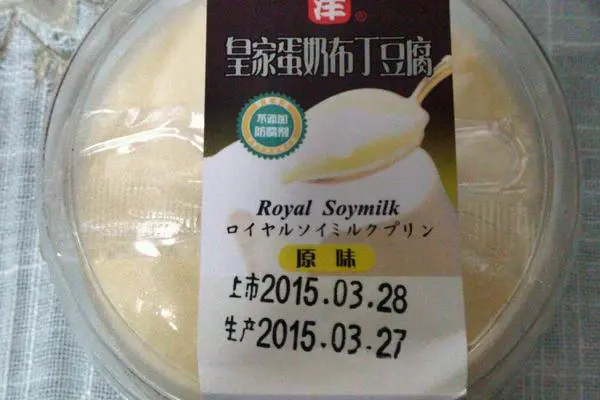 皇家蛋奶布丁豆腐
不添加
防腐剂
Royal Soymilk
ロイヤルソイミルクプリン
原味
上市2015.03.28
生产2015.03.27